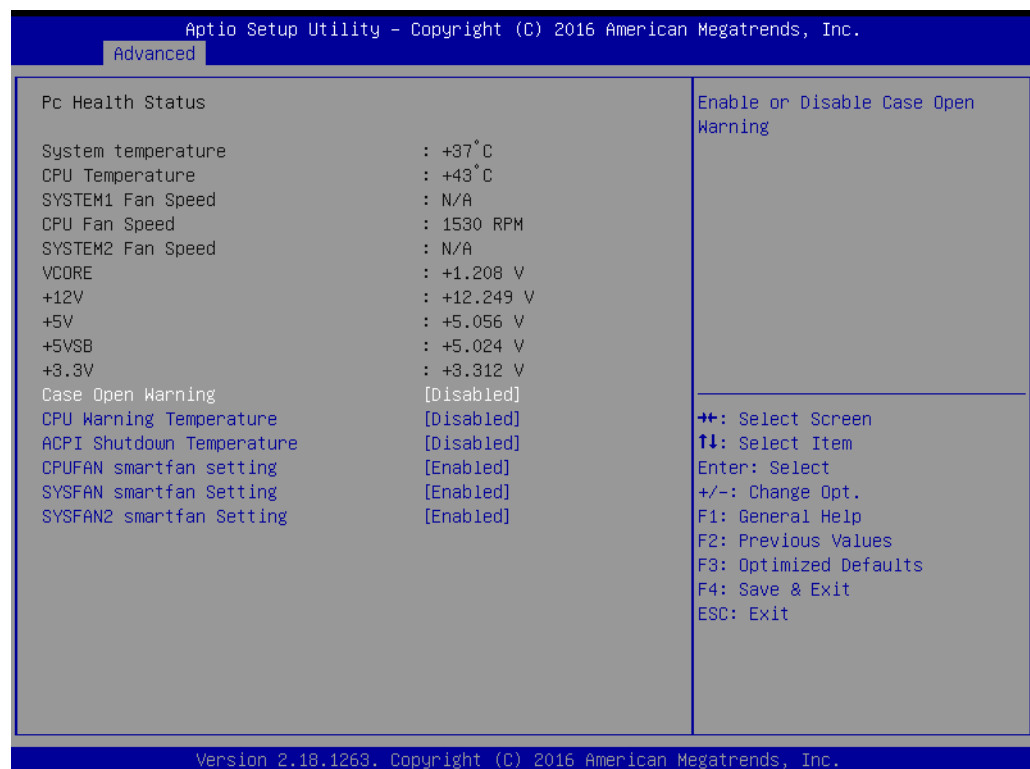 Aptio Setup Utility – Copyright (C) 2016 American Megatrends, Inc.
Advanced
Pc Health Status
System temperature : +37°C
CPU Temperature : +43°C
SYSTEM1 Fan Speed : N/A
CPU Fan Speed : 1530 RPM
SYSTEM2 Fan Speed : N/A
VCORE : +1.208 V
+12V : +12.249 V
+5V : +5.056 V
+5VSB : +5.024 V
+3.3V : +3.312 V
Case Open Warning [Disabled]
CPU Warning Temperature [Disabled]
ACPI Shutdown Temperature [Disabled]
CPUFAN smartfan setting [Enabled]
SYSFAN smartfan Setting [Enabled]
SYSFAN2 smartfan Setting [Enabled]
Enable or Disable Case Open
Warning
→←: Select Screen
↑↓: Select Item
Enter: Select
+/-: Change Opt.
F1: General Help
F2: Previous Values
F3: Optimized Defaults
F4: Save & Exit
ESC: Exit
Version 2.18.1263. Copyright (C) 2016 American Megatrends, Inc.